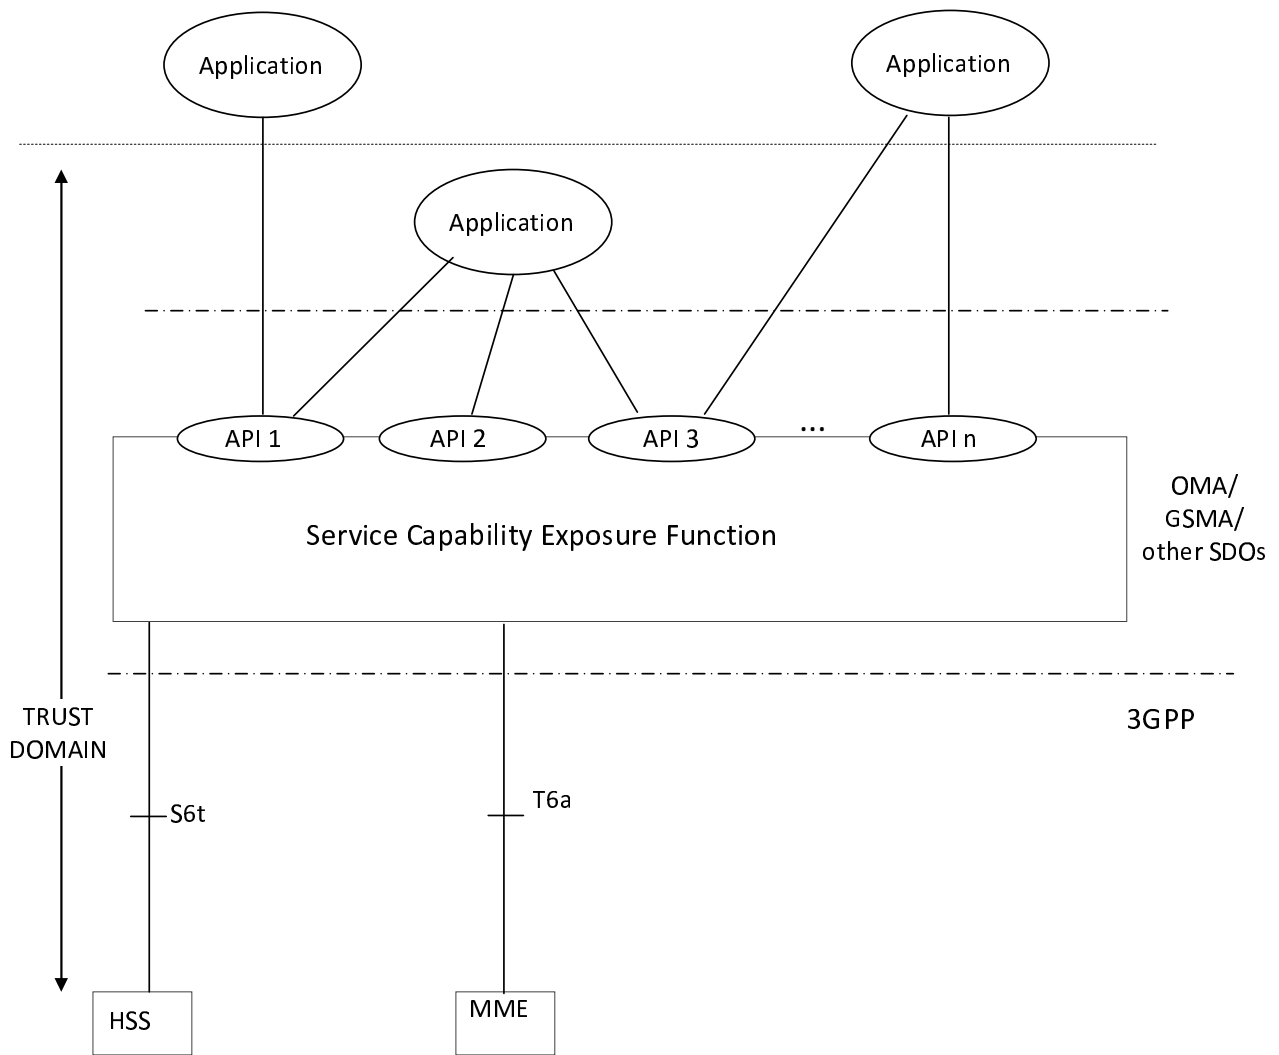 Application
Application
Application
API 1
API 2
API 3
...
API n
OMA/
GSMA/
other SDOs
Service Capability Exposure Function
TRUST
DOMAIN
3GPP
S6t
T6a
HSS
MME